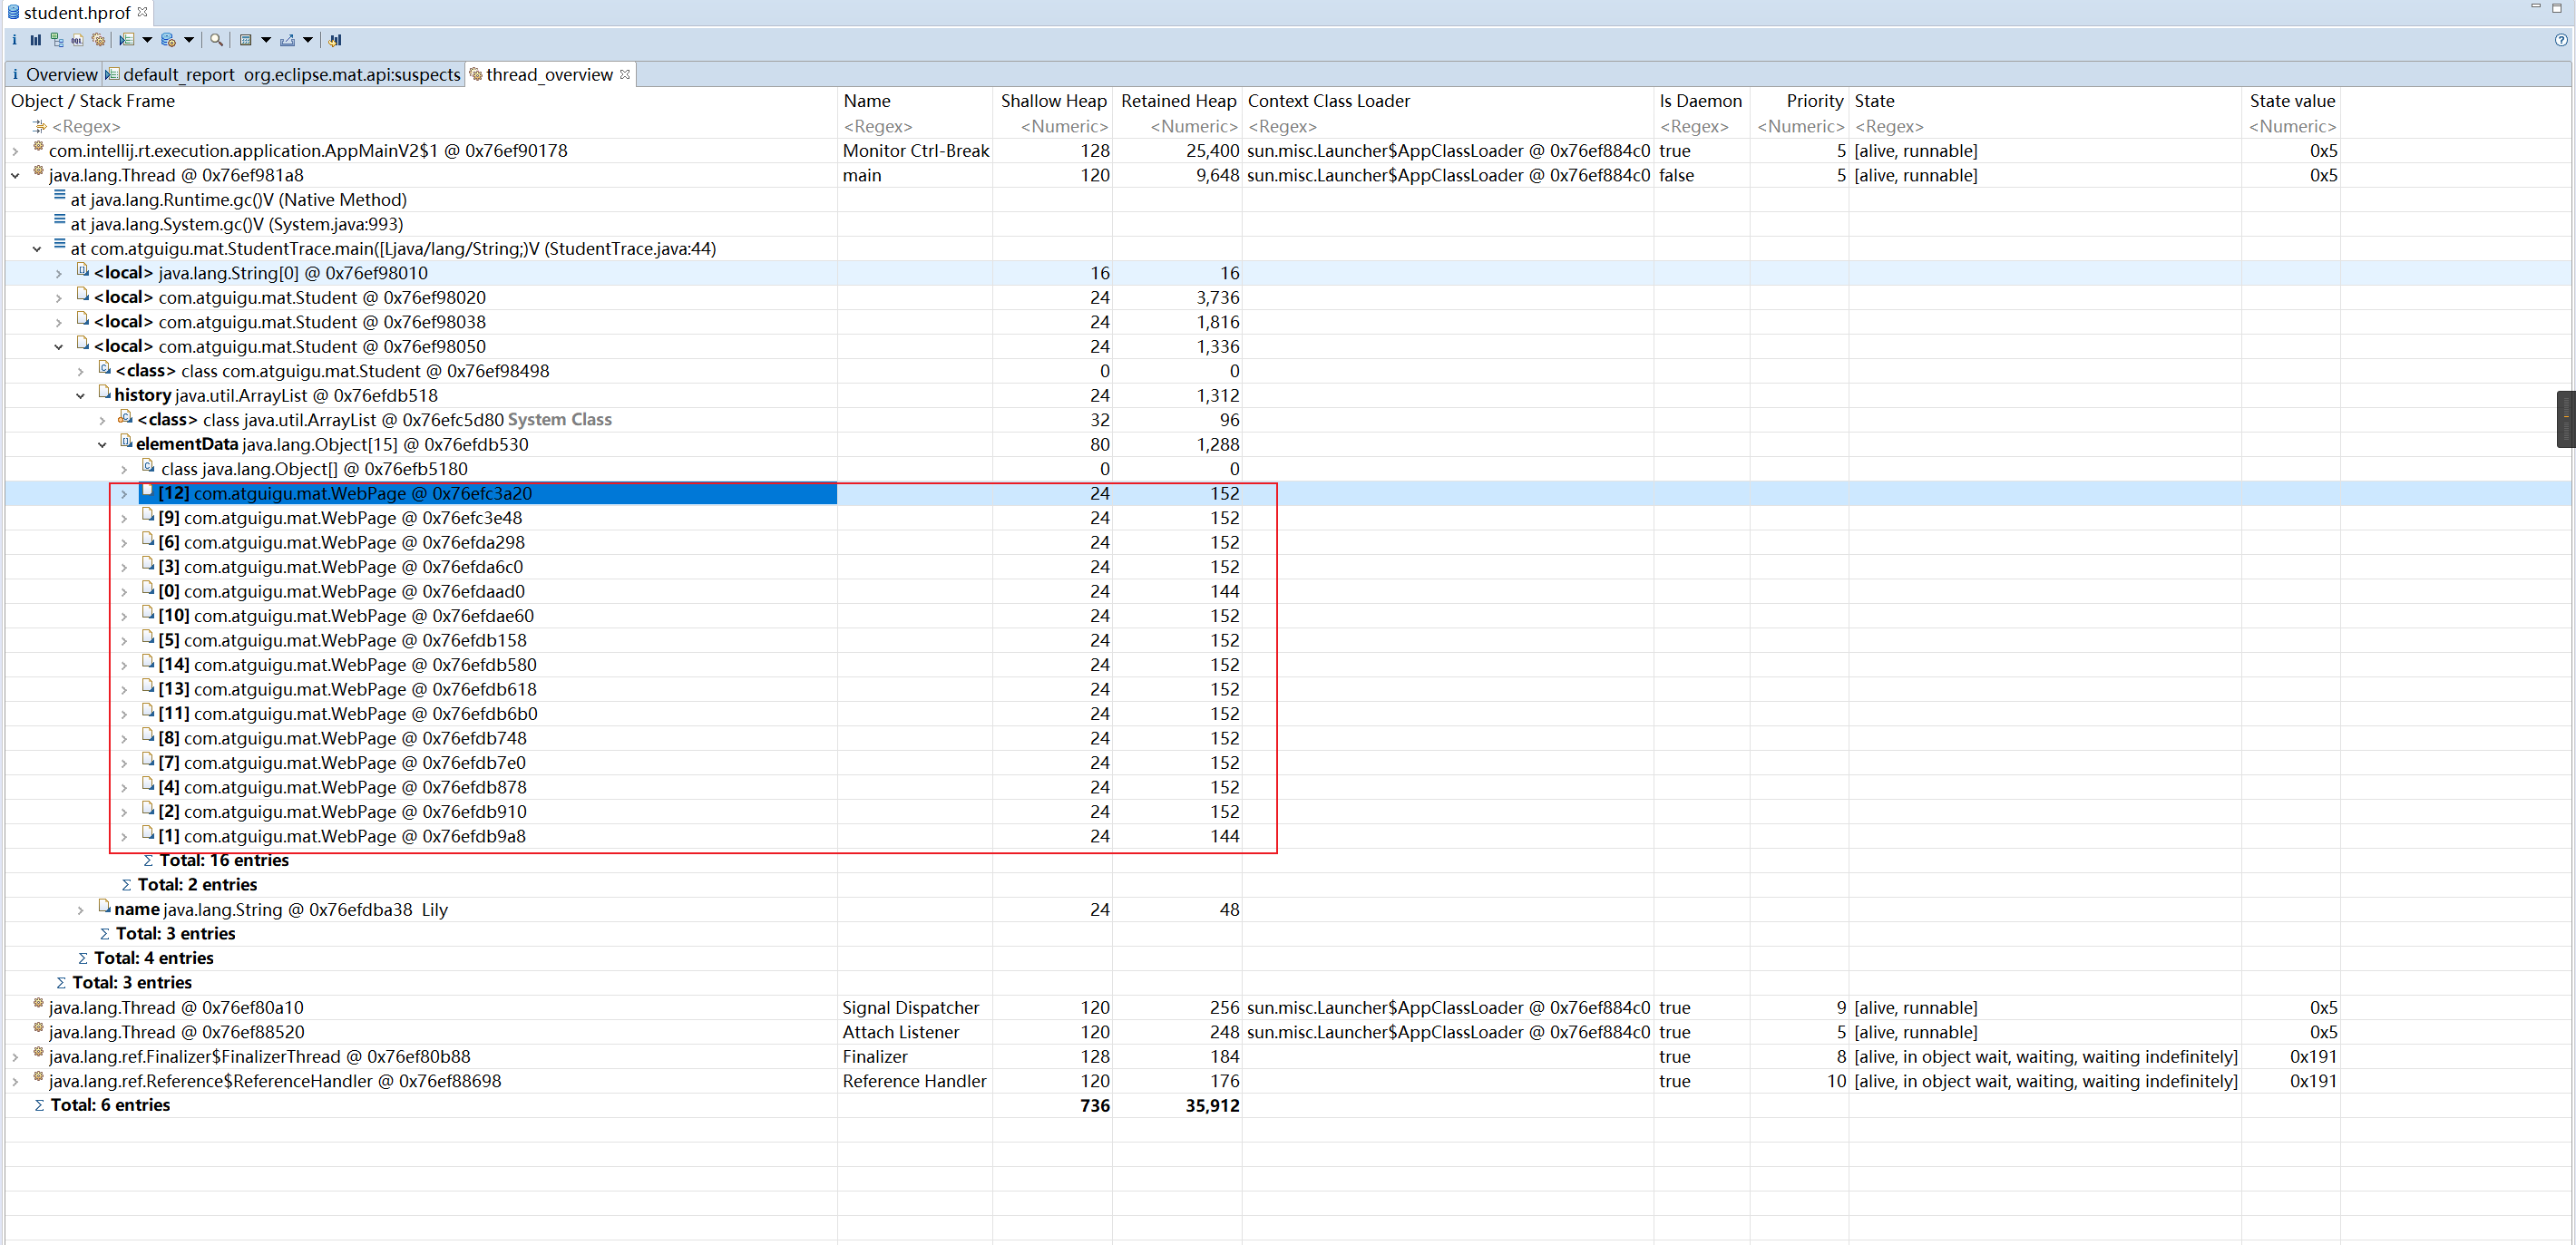 student.hprof
Overview default_report org.eclipse.mat.api:suspects thread_overview
Object / Stack Frame Name Shallow Heap Retained Heap Context Class Loader Is Daemon Priority State State value
<Regex> <Regex> <Numeric> <Numeric> <Regex> <Regex> <Numeric> <Regex> <Numeric>
com.intellij.rt.execution.application.AppMainV2$1 @ 0x76ef90178 Monitor Ctrl-Break 128 25,400 sun.misc.Launcher$AppClassLoader @ 0x76ef884c0 true 5 [alive, runnable] 0x5
java.lang.Thread @ 0x76ef981a8 main 120 9,648 sun.misc.Launcher$AppClassLoader @ 0x76ef884c0 false 5 [alive, runnable] 0x5
at java.lang.Runtime.gc()V (Native Method)
at java.lang.System.gc()V (System.java:993)
at com.atguigu.mat.StudentTrace.main([Ljava/lang/String;)V (StudentTrace.java:44)
<local> java.lang.String[0] @ 0x76ef98010 16 16
<local> com.atguigu.mat.Student @ 0x76ef98020 24 3,736
<local> com.atguigu.mat.Student @ 0x76ef98038 24 1,816
<local> com.atguigu.mat.Student @ 0x76ef98050 24 1,336
<class> class com.atguigu.mat.Student @ 0x76ef98498 0 0
history java.util.ArrayList @ 0x76efdb518 24 1,312
<class> class java.util.ArrayList @ 0x76efc5d80 System Class 32 96
elementData java.lang.Object[15] @ 0x76efdb530 80 1,288
class java.lang.Object[] @ 0x76efb5180 0 0
[12] com.atguigu.mat.WebPage @ 0x76efc3a20 24 152
[9] com.atguigu.mat.WebPage @ 0x76efc3e48 24 152
[6] com.atguigu.mat.WebPage @ 0x76efda298 24 152
[3] com.atguigu.mat.WebPage @ 0x76efda6c0 24 152
[0] com.atguigu.mat.WebPage @ 0x76efdaad0 24 144
[10] com.atguigu.mat.WebPage @ 0x76efdae60 24 152
[5] com.atguigu.mat.WebPage @ 0x76efdb158 24 152
[14] com.atguigu.mat.WebPage @ 0x76efdb580 24 152
[13] com.atguigu.mat.WebPage @ 0x76efdb618 24 152
[11] com.atguigu.mat.WebPage @ 0x76efdb6b0 24 152
[8] com.atguigu.mat.WebPage @ 0x76efdb748 24 152
[7] com.atguigu.mat.WebPage @ 0x76efdb7e0 24 152
[4] com.atguigu.mat.WebPage @ 0x76efdb878 24 152
[2] com.atguigu.mat.WebPage @ 0x76efdb910 24 152
[1] com.atguigu.mat.WebPage @ 0x76efdb9a8 24 144
Σ Total: 16 entries
Σ Total: 2 entries
name java.lang.String @ 0x76efdba38 Lily 24 48
Σ Total: 3 entries
Σ Total: 4 entries
Σ Total: 3 entries
java.lang.Thread @ 0x76ef80a10 Signal Dispatcher 120 256 sun.misc.Launcher$AppClassLoader @ 0x76ef884c0 true 9 [alive, runnable] 0x5
java.lang.Thread @ 0x76ef88520 Attach Listener 120 248 sun.misc.Launcher$AppClassLoader @ 0x76ef884c0 true 5 [alive, runnable] 0x5
java.lang.ref.Finalizer$FinalizerThread @ 0x76ef80b88 Finalizer 128 184 true 8 [alive, in object wait, waiting, waiting indefinitely] 0x191
java.lang.ref.Reference$ReferenceHandler @ 0x76ef88698 Reference Handler 120 176 true 10 [alive, in object wait, waiting, waiting indefinitely] 0x191
Σ Total: 6 entries 736 35,912